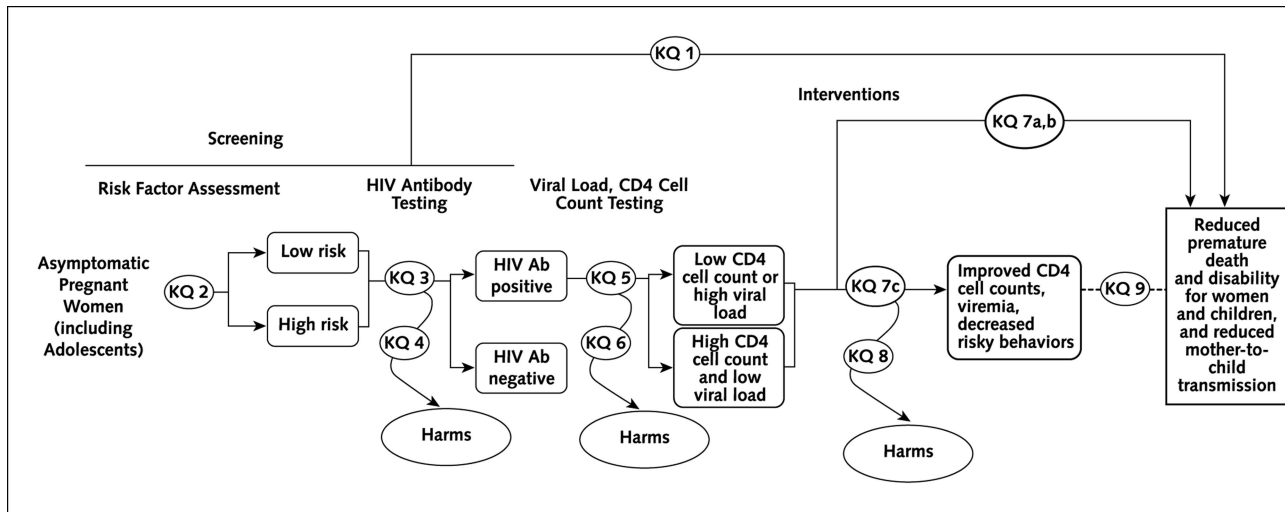 KQ 1
Interventions
KQ 7a,b
Screening
Risk Factor Assessment
HIV Antibody
Testing
Viral Load, CD4 Cell
Count Testing
Asymptomatic
Pregnant
Women
(including
Adolescents)
KQ 2
Low risk
High risk
KQ 3
KQ 4
Harms
HIV Ab
positive
HIV Ab
negative
KQ 5
KQ 6
Harms
Low CD4
cell count or
high viral
load
High CD4
cell count
and low
viral load
KQ 7c
KQ 8
Harms
Improved CD4
cell counts,
viremia,
decreased
risky behaviors
KQ 9
Reduced
premature
death
and disability
for women
and children,
and reduced
mother-to-
child
transmission